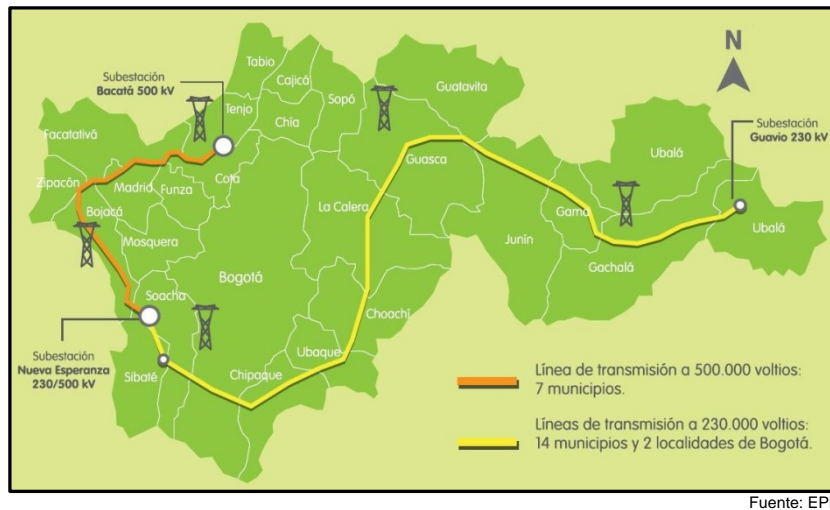 N
Subestación
Bacatá 500 kV
Tabio
Cajicá
Tenjo
Sopó
Chía
Guatavita
Facatativá
Zipacón
Madrid
Funza
Cota
Bojacá
Mosquera
La Calera
Guasca
Subestación
Guavio 230 kV
Ubalá
Gama
Junín
Ubalá
Gachalá
Bogotá
Soacha
Choachí
Ubaque
Chipaque
Sibaté
Subestación
Nueva Esperanza
230/500 kV
Línea de transmisión a 500.000 voltios:
7 municipios.
Líneas de transmisión a 230.000 voltios:
14 municipios y 2 localidades de Bogotá.
Fuente: EP